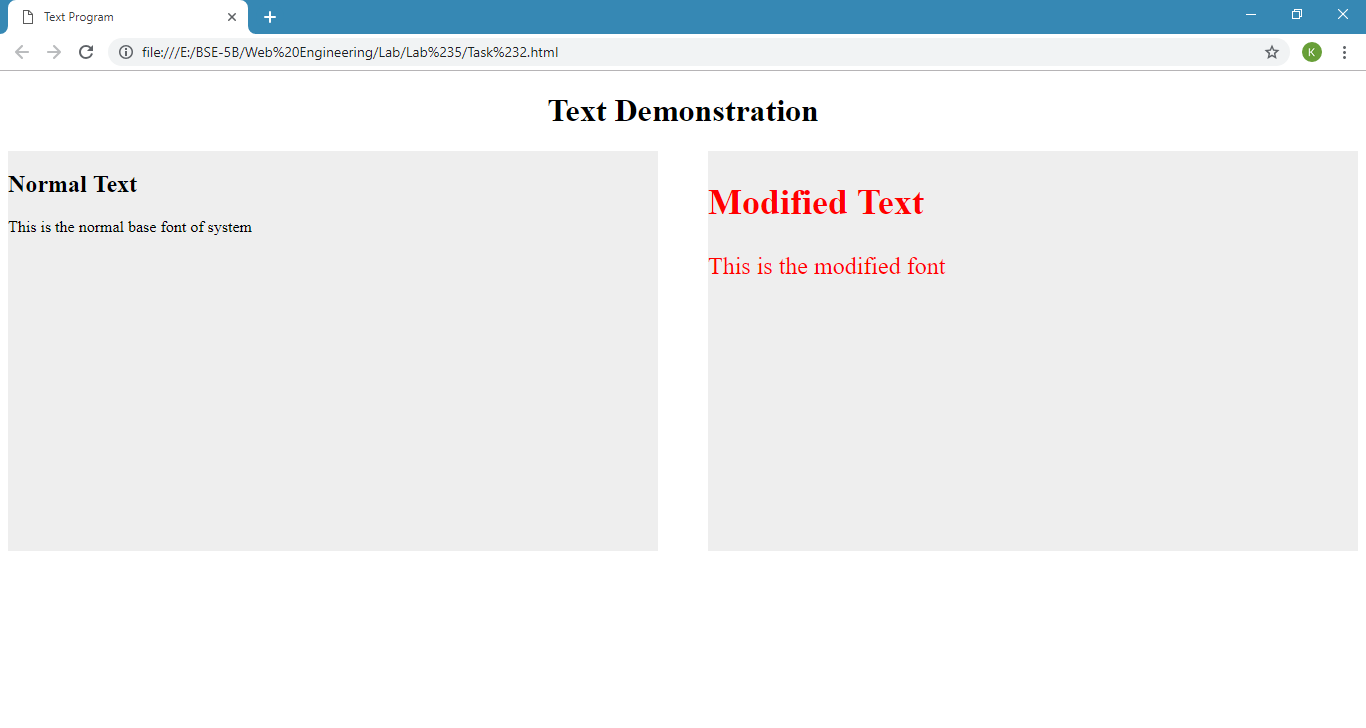 Text Program
file:///E:/BSE-5B/Web%20Engineering/Lab/Lab%235/Task%232.html
K
Text Demonstration
Normal Text
This is the normal base font of system
Modified Text
This is the modified font